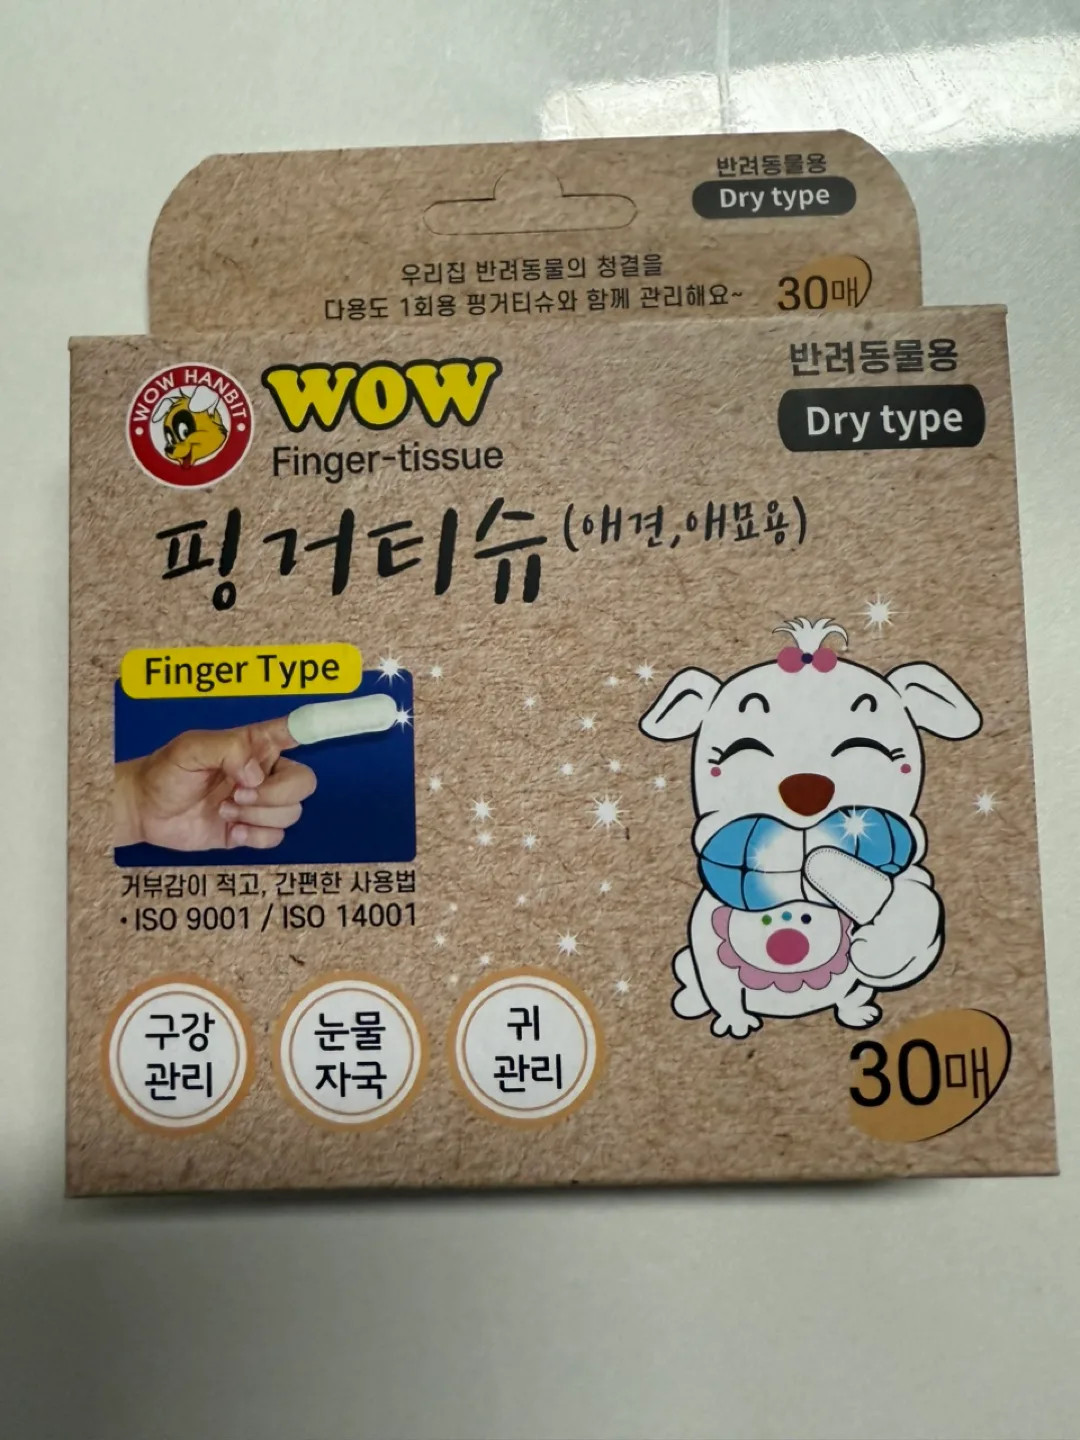 반려동물용
Dry type
우리집 반려동물의 청결을
다용도 1회용 핑거티슈와 함께 관리해요~
30매
WOW HANBIT
WOW
Finger-tissue
반려동물용
Dry type
핑거티슈 (애견,애묘용)
Finger Type
거부감이 적고, 간편한 사용법
• ISO 9001 / ISO 14001
구강
관리
눈물
자국
귀
관리
30매